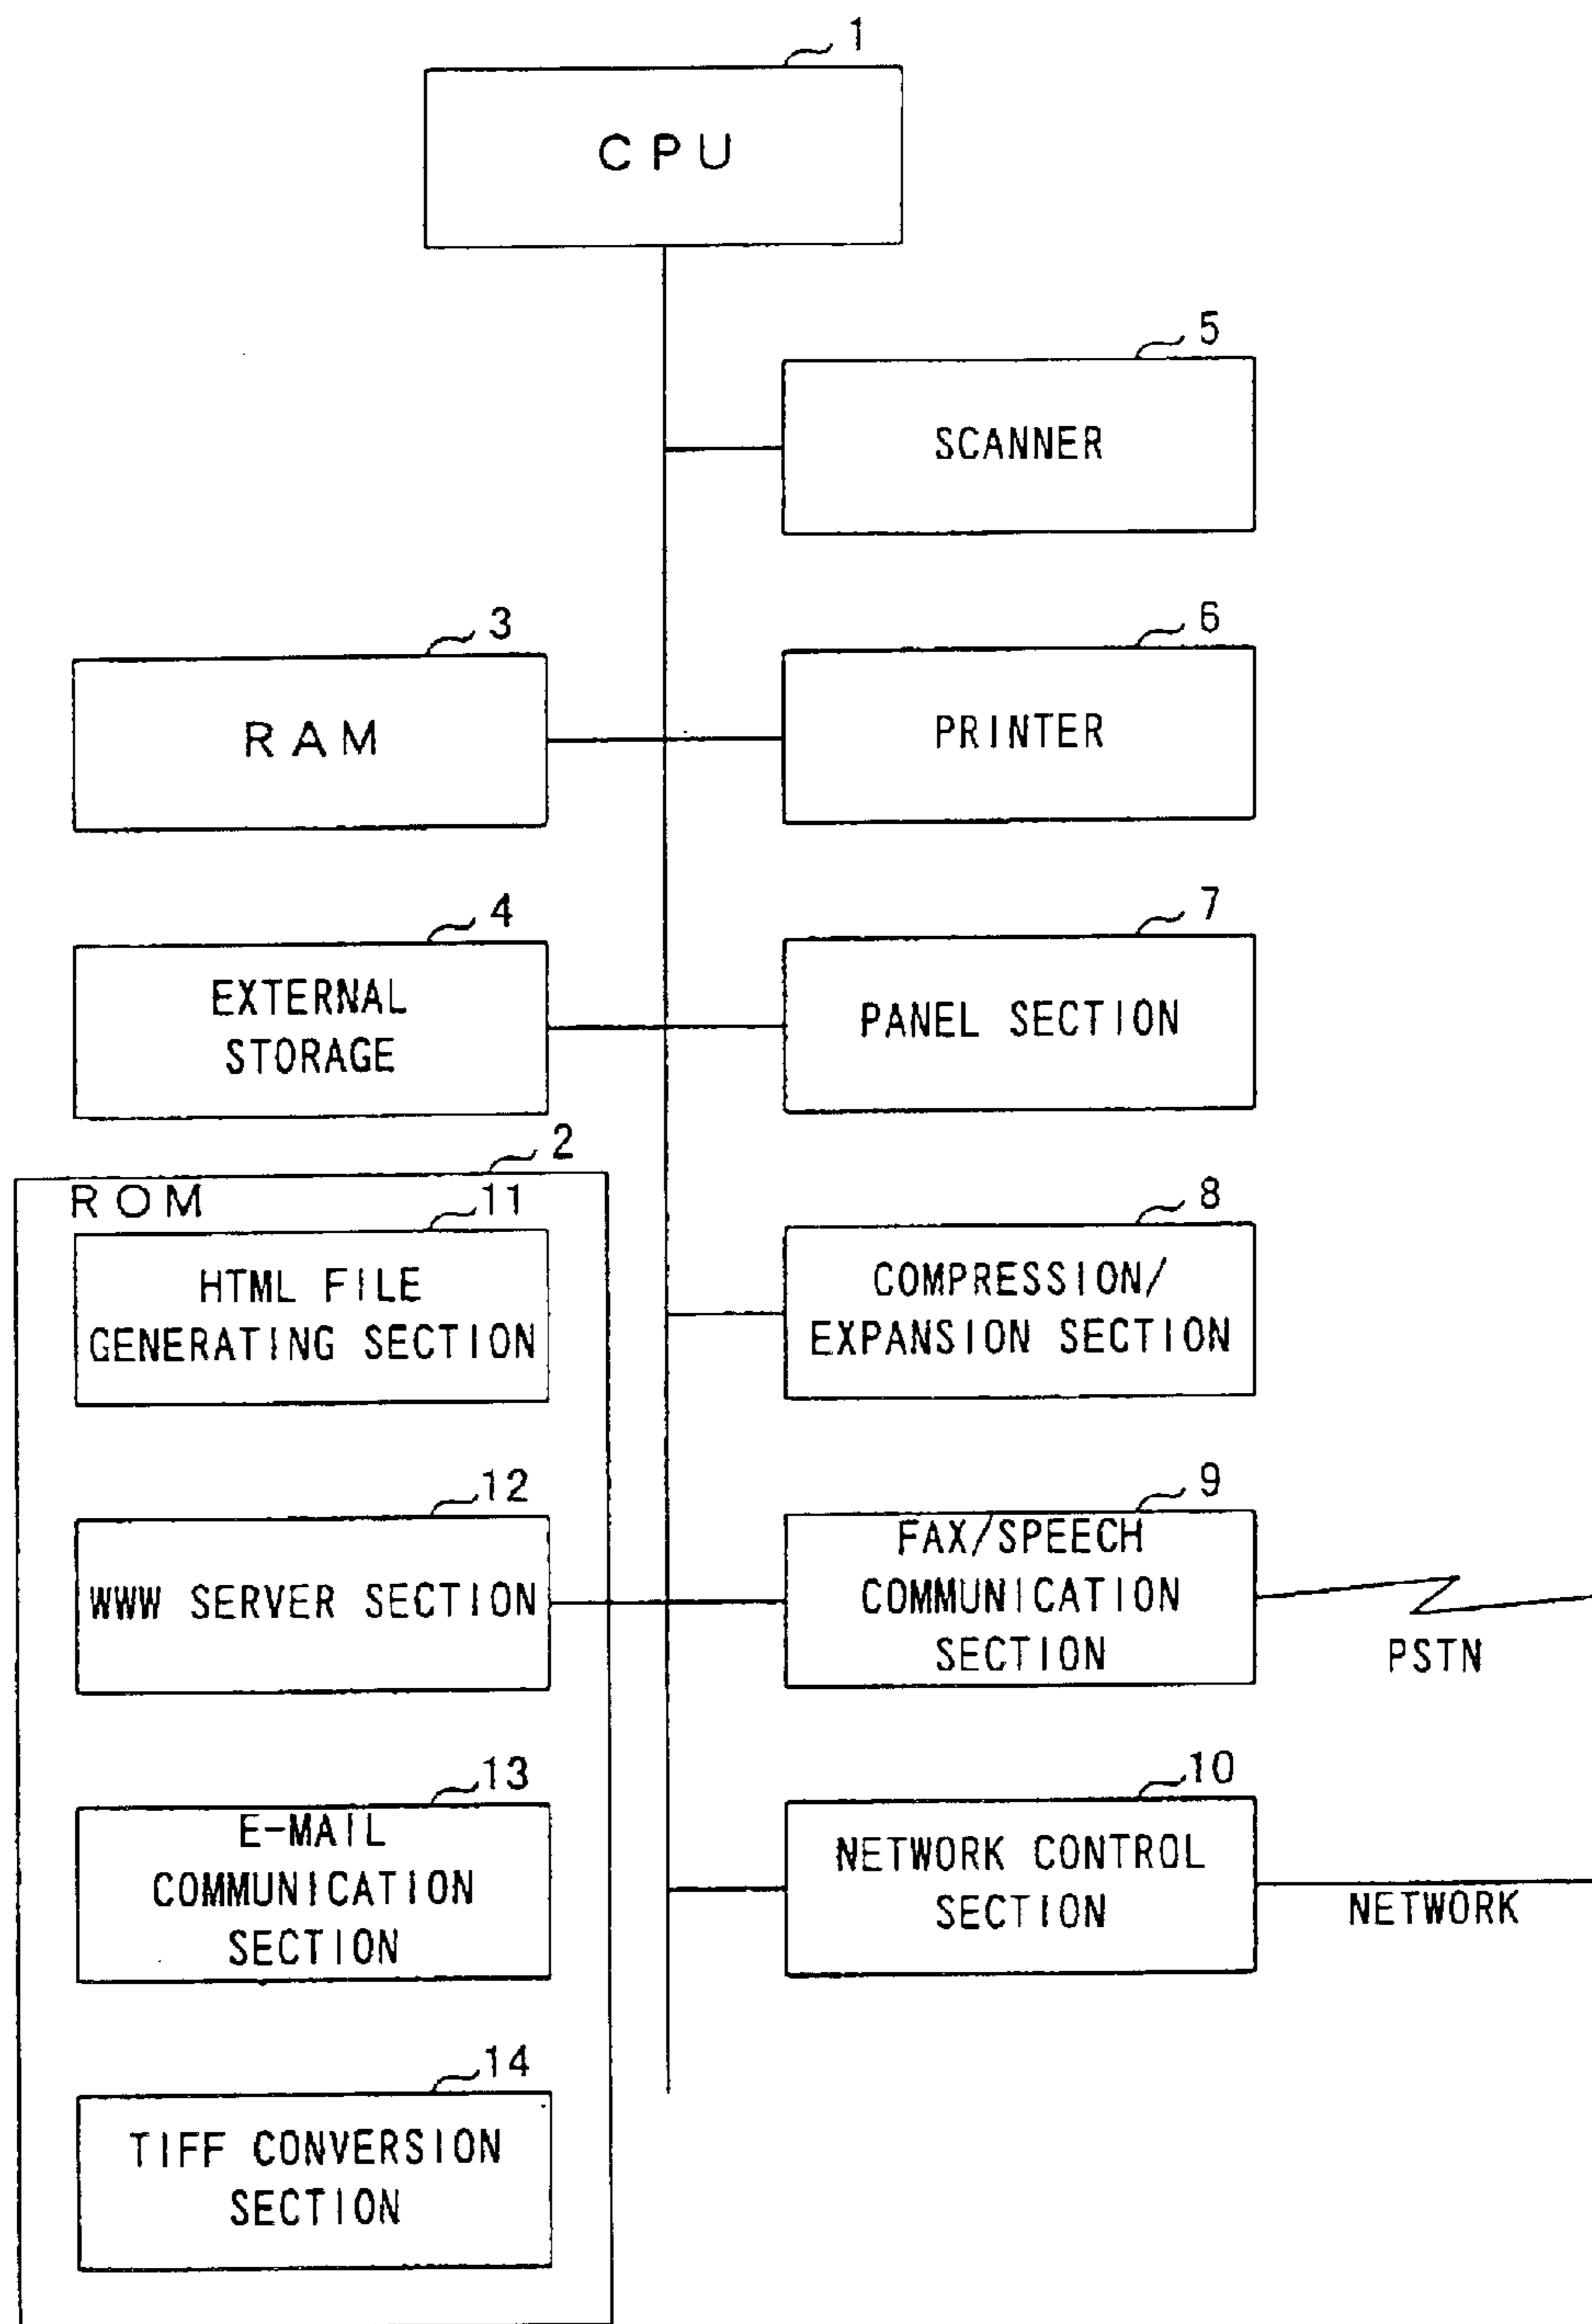 1
CPU
5
SCANNER
3
RAM
6
PRINTER
4
EXTERNAL
STORAGE
7
PANEL SECTION
2
ROM
11
HTML FILE
GENERATING SECTION
8
COMPRESSION/
EXPANSION SECTION
12
WWW SERVER SECTION
9
FAX/SPEECH
COMMUNICATION
SECTION
PSTN
13
E-MAIL
COMMUNICATION
SECTION
10
NETWORK CONTROL
SECTION
NETWORK
14
TIFF CONVERSION
SECTION